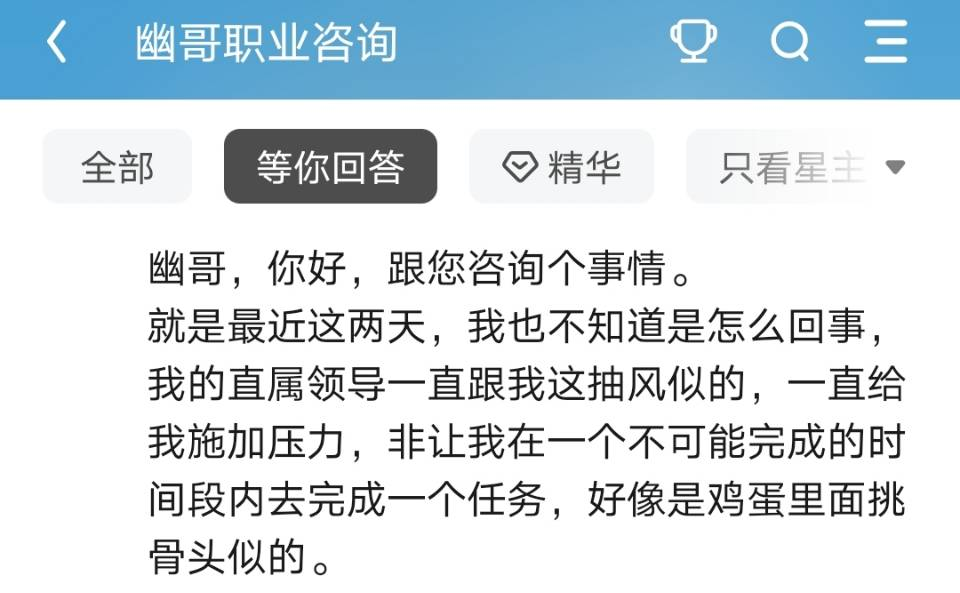 幽哥职业咨询
全部
等你回答
精华
只看星主
幽哥，你好，跟您咨询个事情。
就是最近这两天，我也不知道是怎么回事，
我的直属领导一直跟我这抽风似的，一直给
我施加压力，非让我在一个不可能完成的时
间段内去完成一个任务，好像是鸡蛋里面挑
骨头似的。